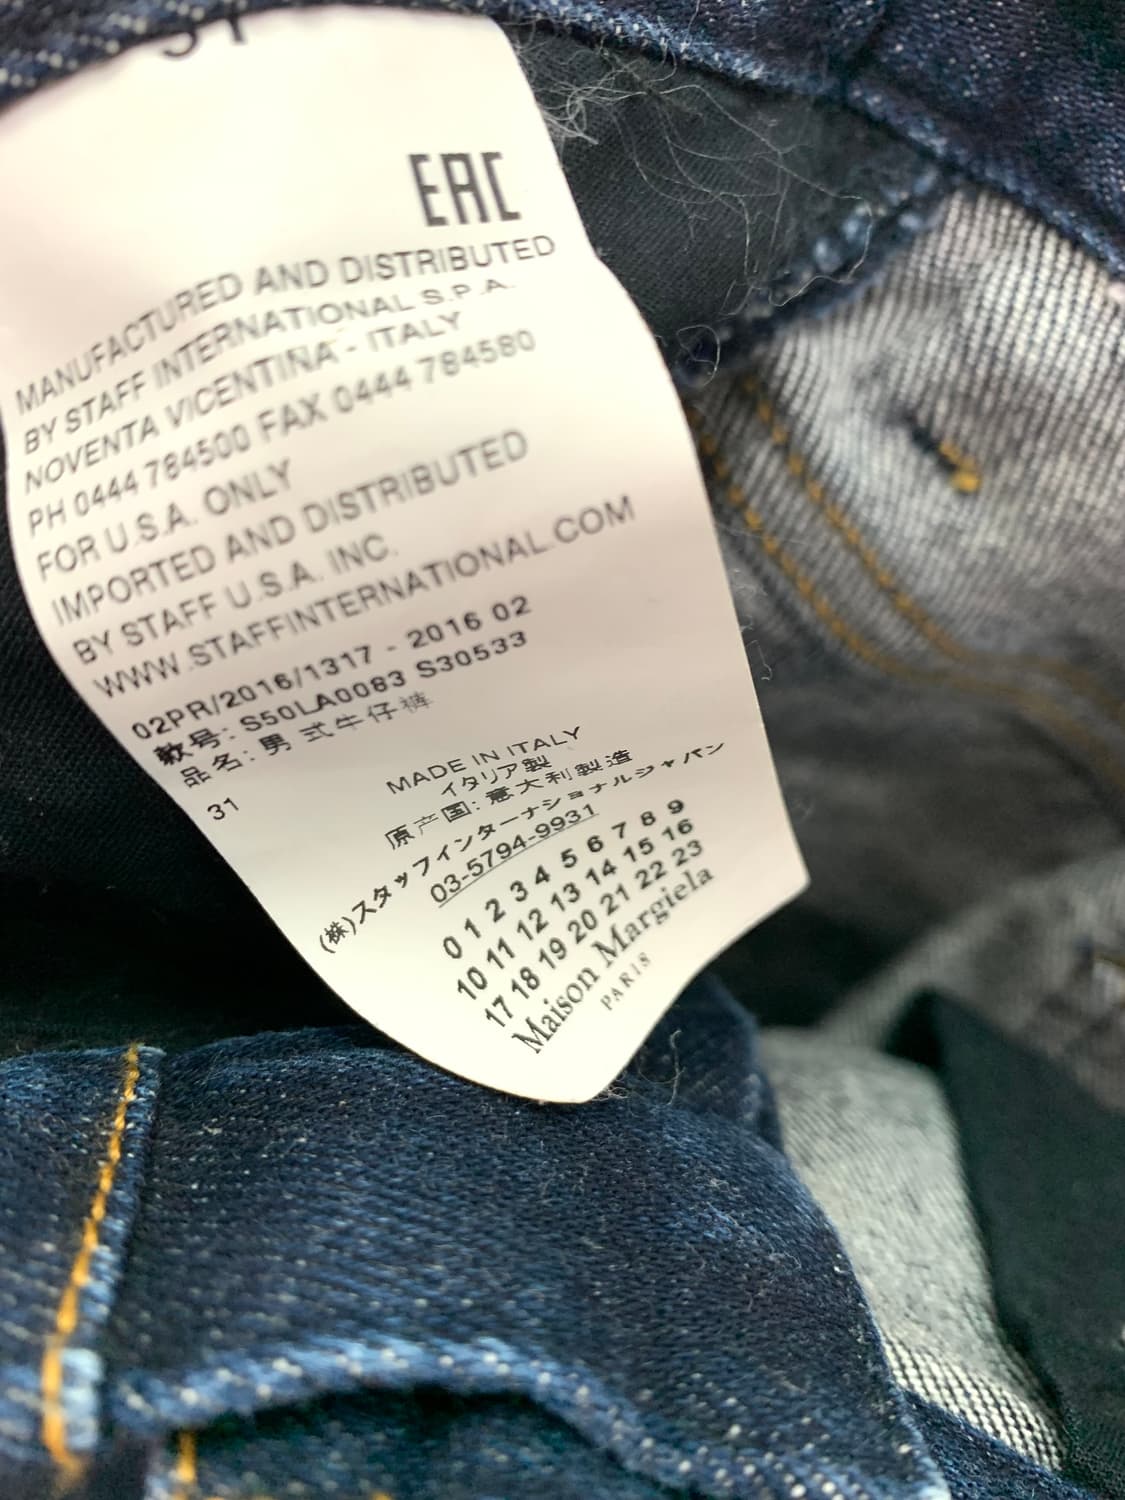 31
EAC
MANUFACTURED AND DISTRIBUTED
BY STAFF INTERNATIONAL S.P.A.
NOVENTA VICENTINA - ITALY
PH 0444 784500 FAX 0444 784580
FOR U.S.A. ONLY
IMPORTED AND DISTRIBUTED
BY STAFF U.S.A. INC.
WWW.STAFFINTERNATIONAL.COM
02PR/2016/1317 - 2016 02
款号: S50LA0083 S30533
品名: 男式牛仔裤
31
MADE IN ITALY
イタリア製
原产国: 意大利製造
(株)スタッフインターナショナルジャパン
03-5794-9931
0 1 2 3 4 5 6 7 8 9
10 11 12 13 14 15 16
17 18 19 20 21 22 23
Maison Margiela
PARIS